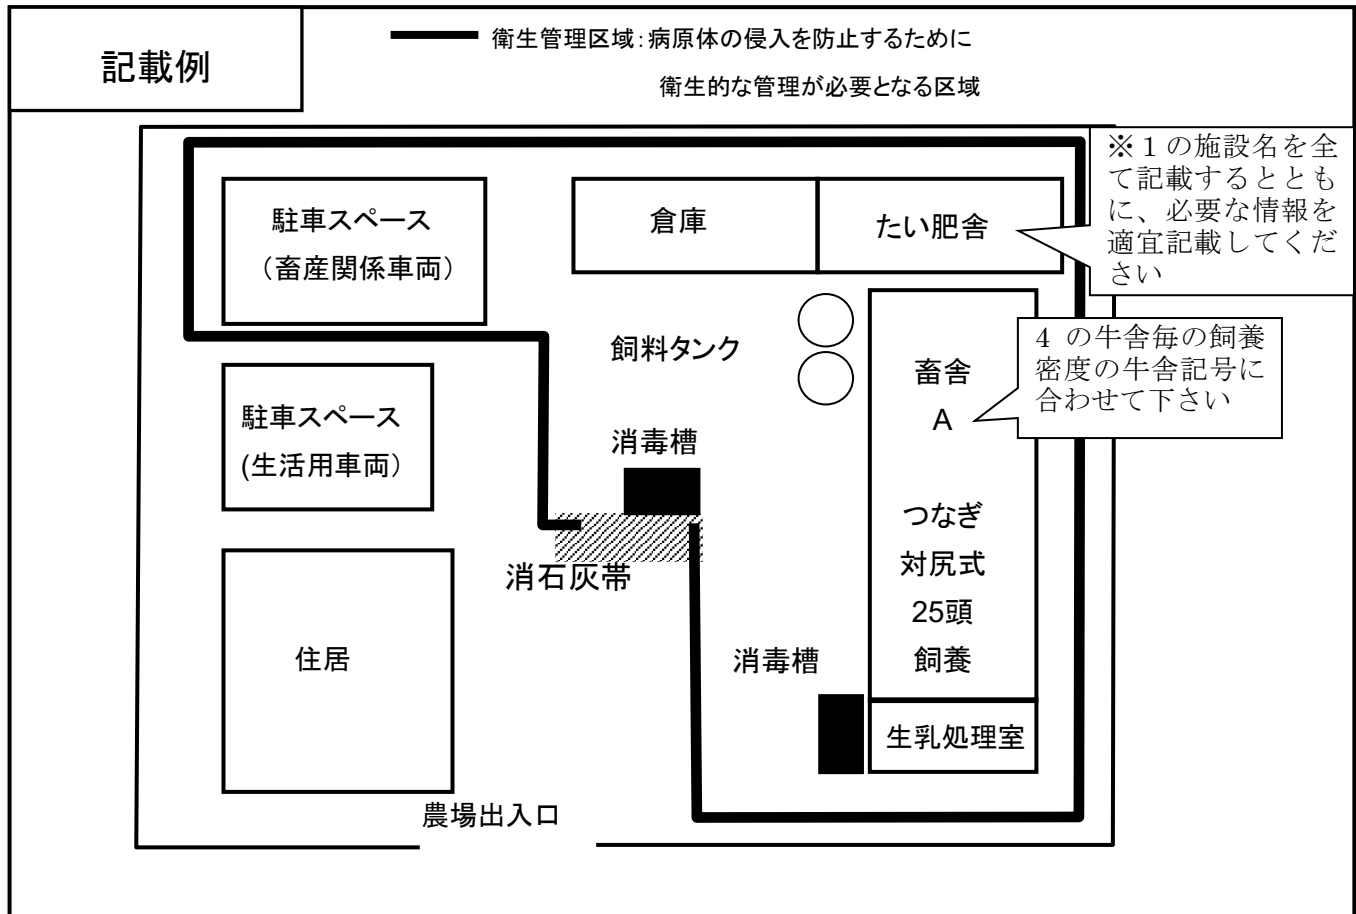 記載例
衛生管理区域：病原体の侵入を防止するために
衛生的な管理が必要となる区域
駐車スペース
（畜産関係車両）
倉庫
たい肥舎
※１の施設名を全
て記載するととも
に、必要な情報を
適宜記載してくだ
さい
飼料タンク
畜舎
A
４ の牛舎毎の飼養
密度の牛舎記号に
合わせて下さい
駐車スペース
(生活用車両）
消毒槽
つなぎ
対尻式
25頭
飼養
消石灰帯
住居
消毒槽
生乳処理室
農場出入口